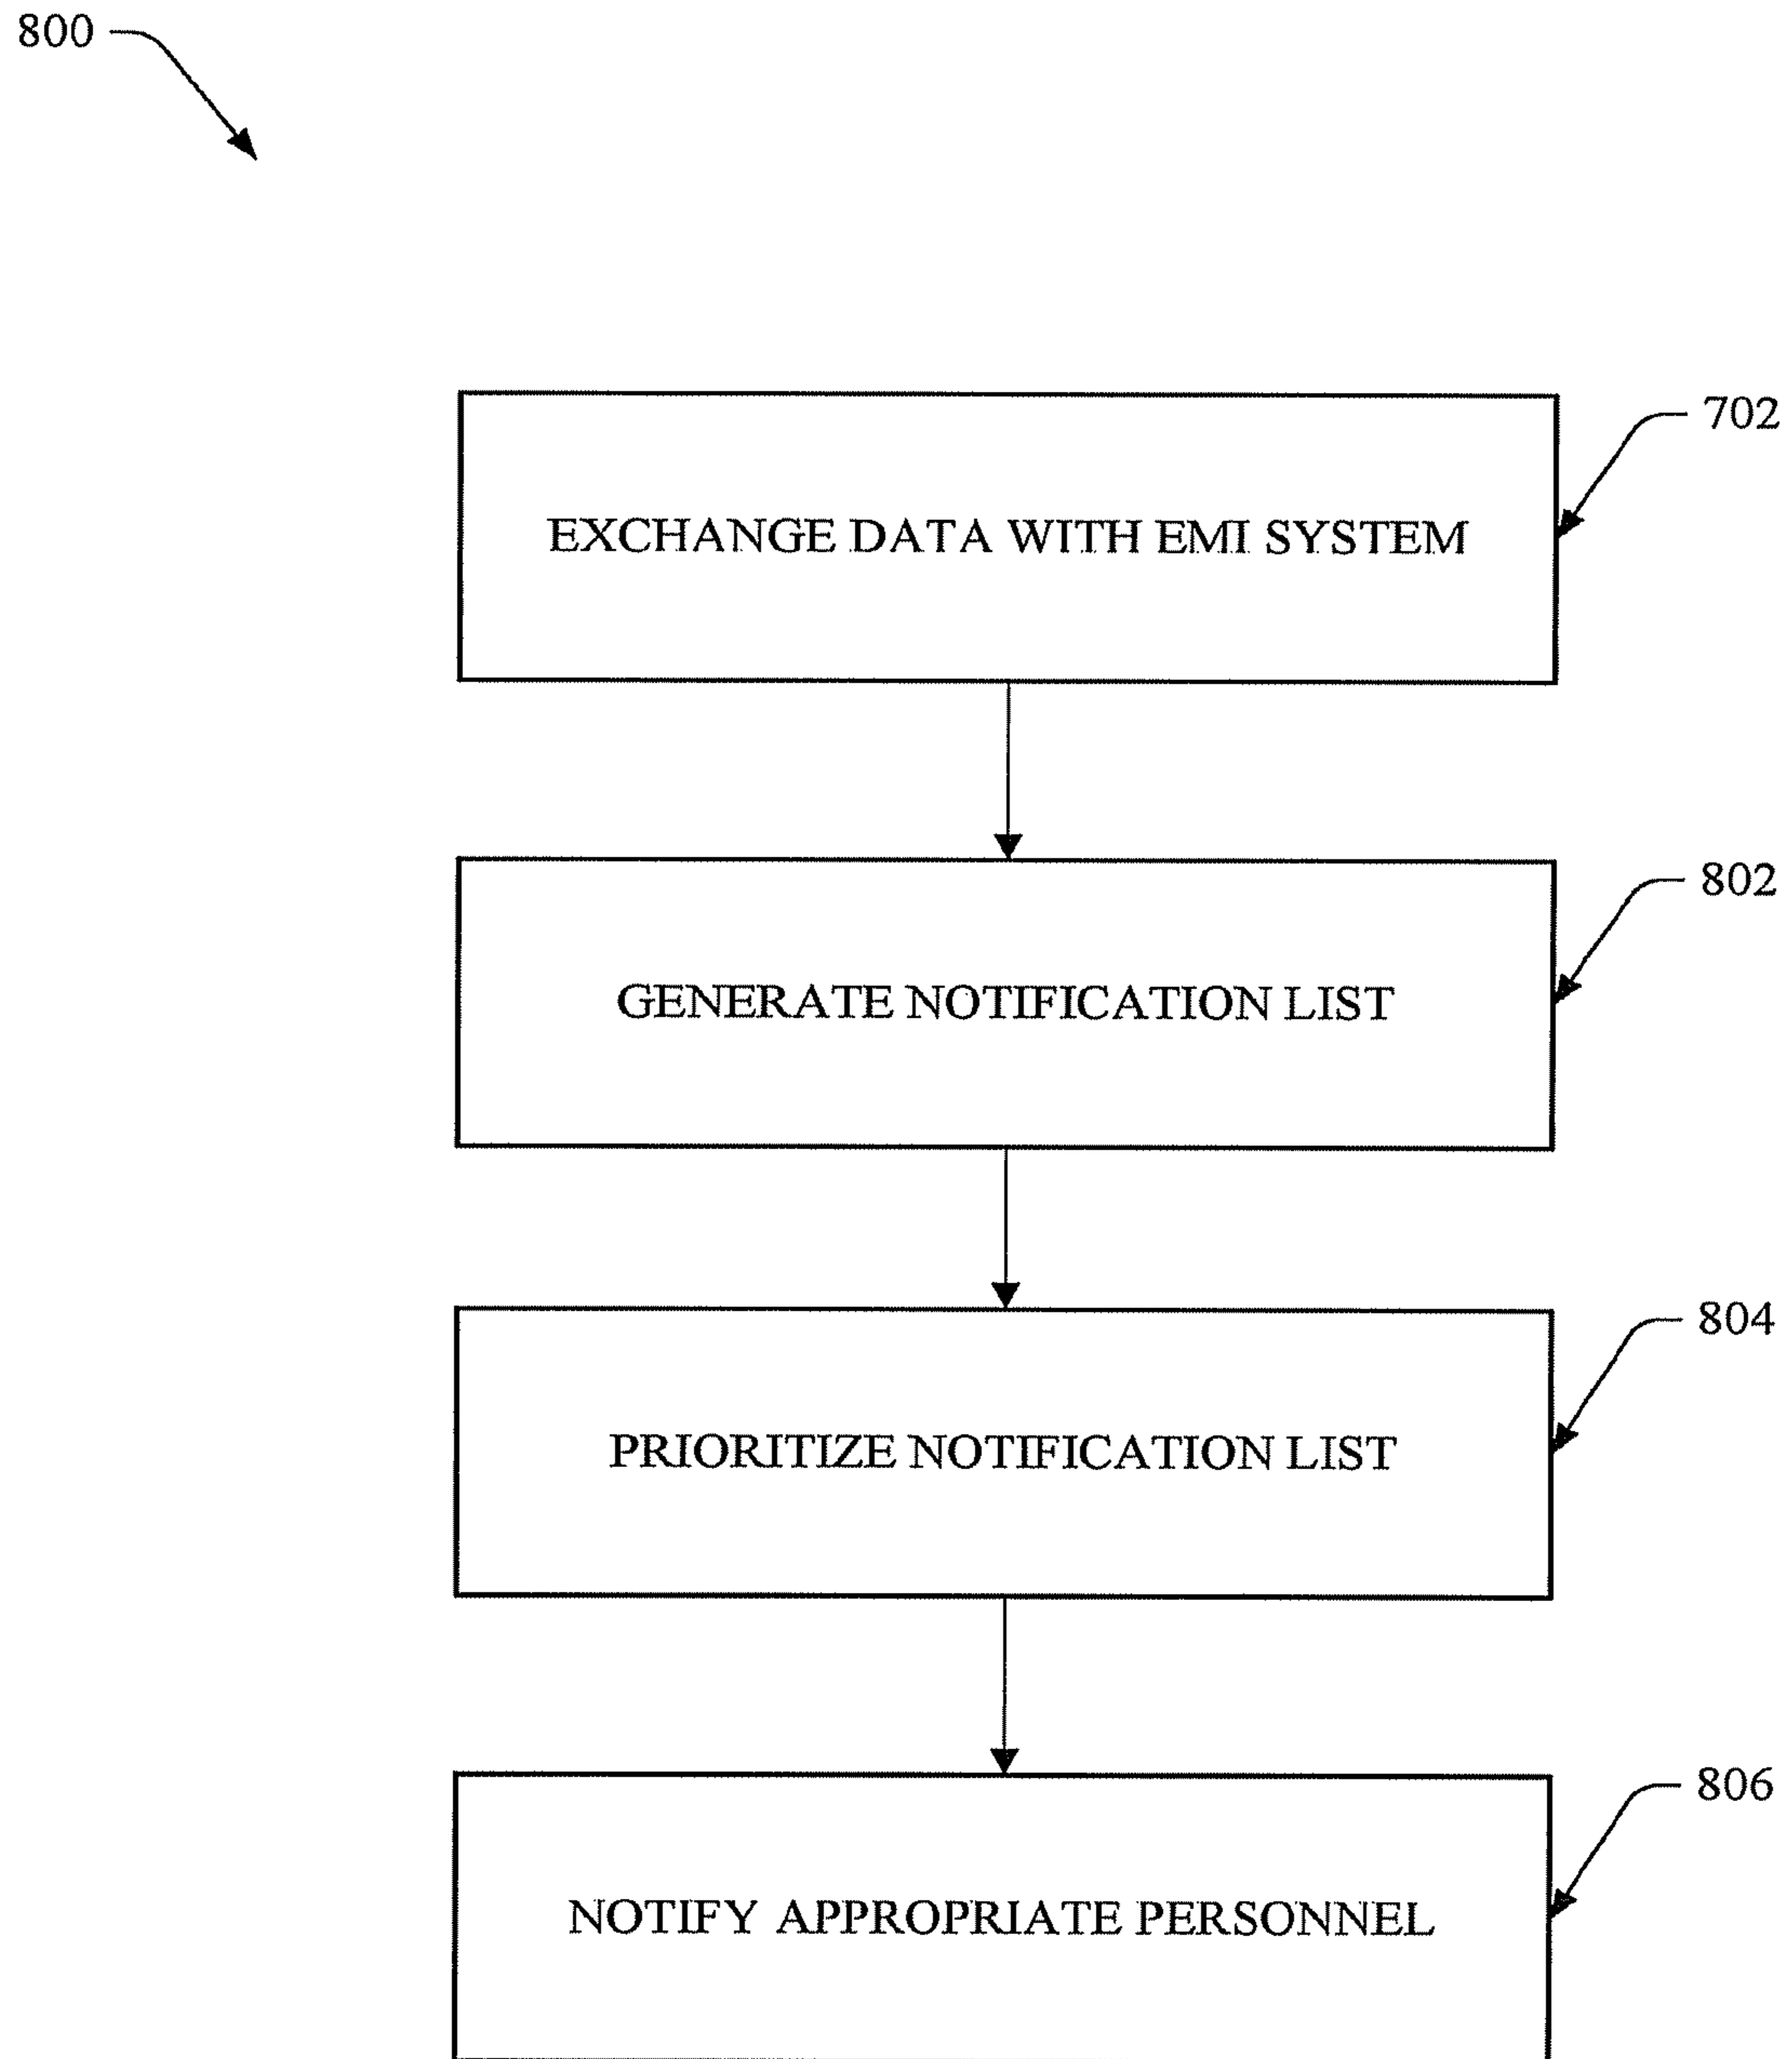 800
702
EXCHANGE DATA WITH EMI SYSTEM
802
GENERATE NOTIFICATION LIST
804
PRIORITIZE NOTIFICATION LIST
806
NOTIFY APPROPRIATE PERSONNEL